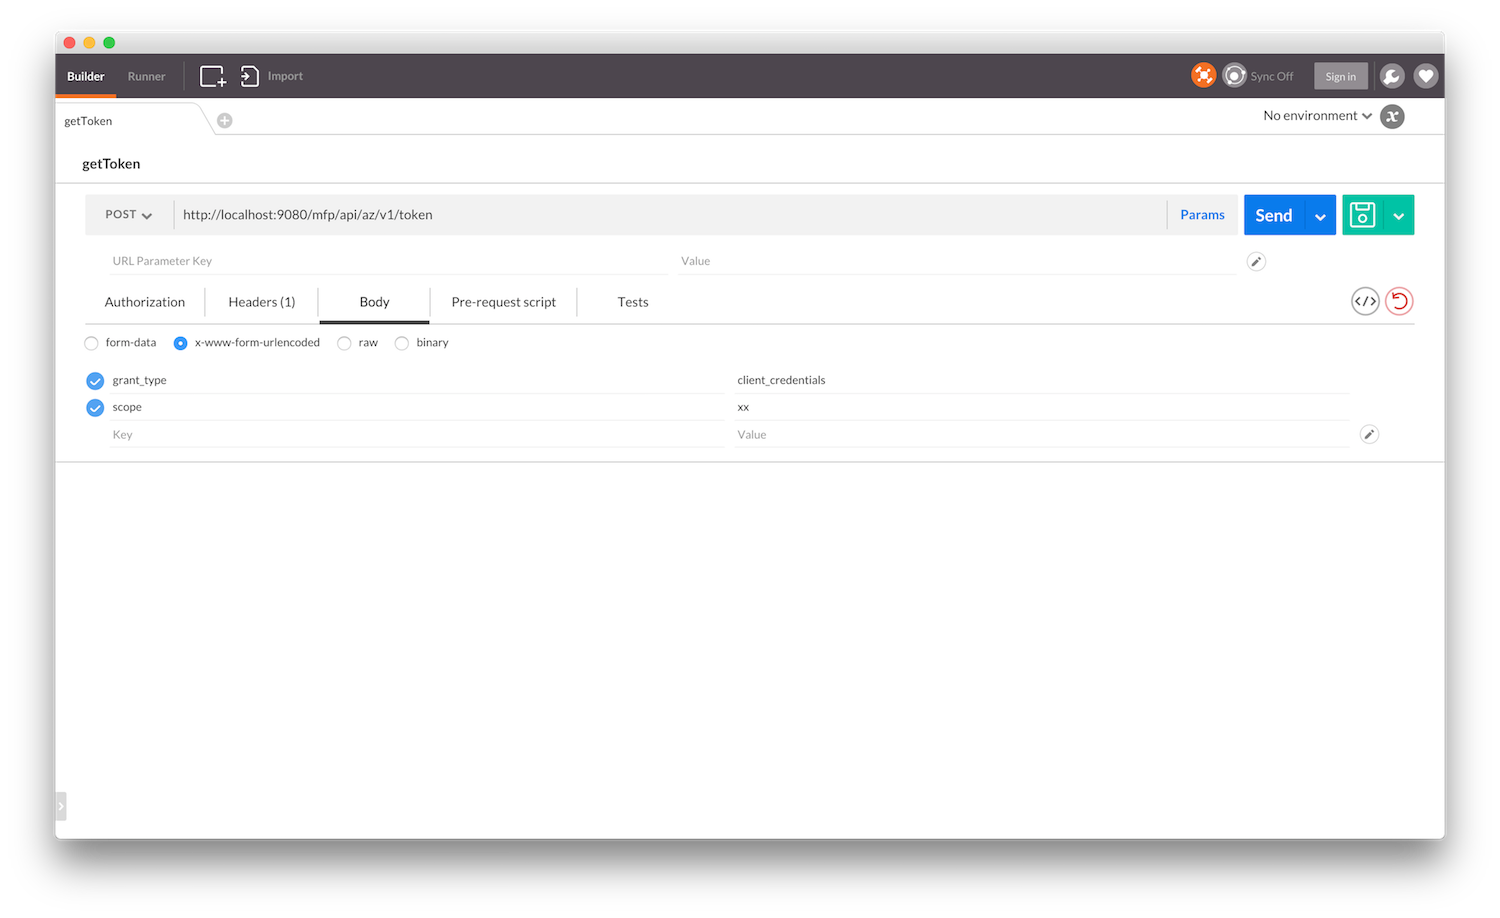 Builder Runner Import Sync Off Sign in
getToken No environment x
getToken
POST http://localhost:9080/mfp/api/az/v1/token Params Send
URL Parameter Key Value
Authorization Headers (1) Body Pre-request script Tests </>
form-data x-www-form-urlencoded raw binary
grant_type client_credentials
scope xx
Key Value